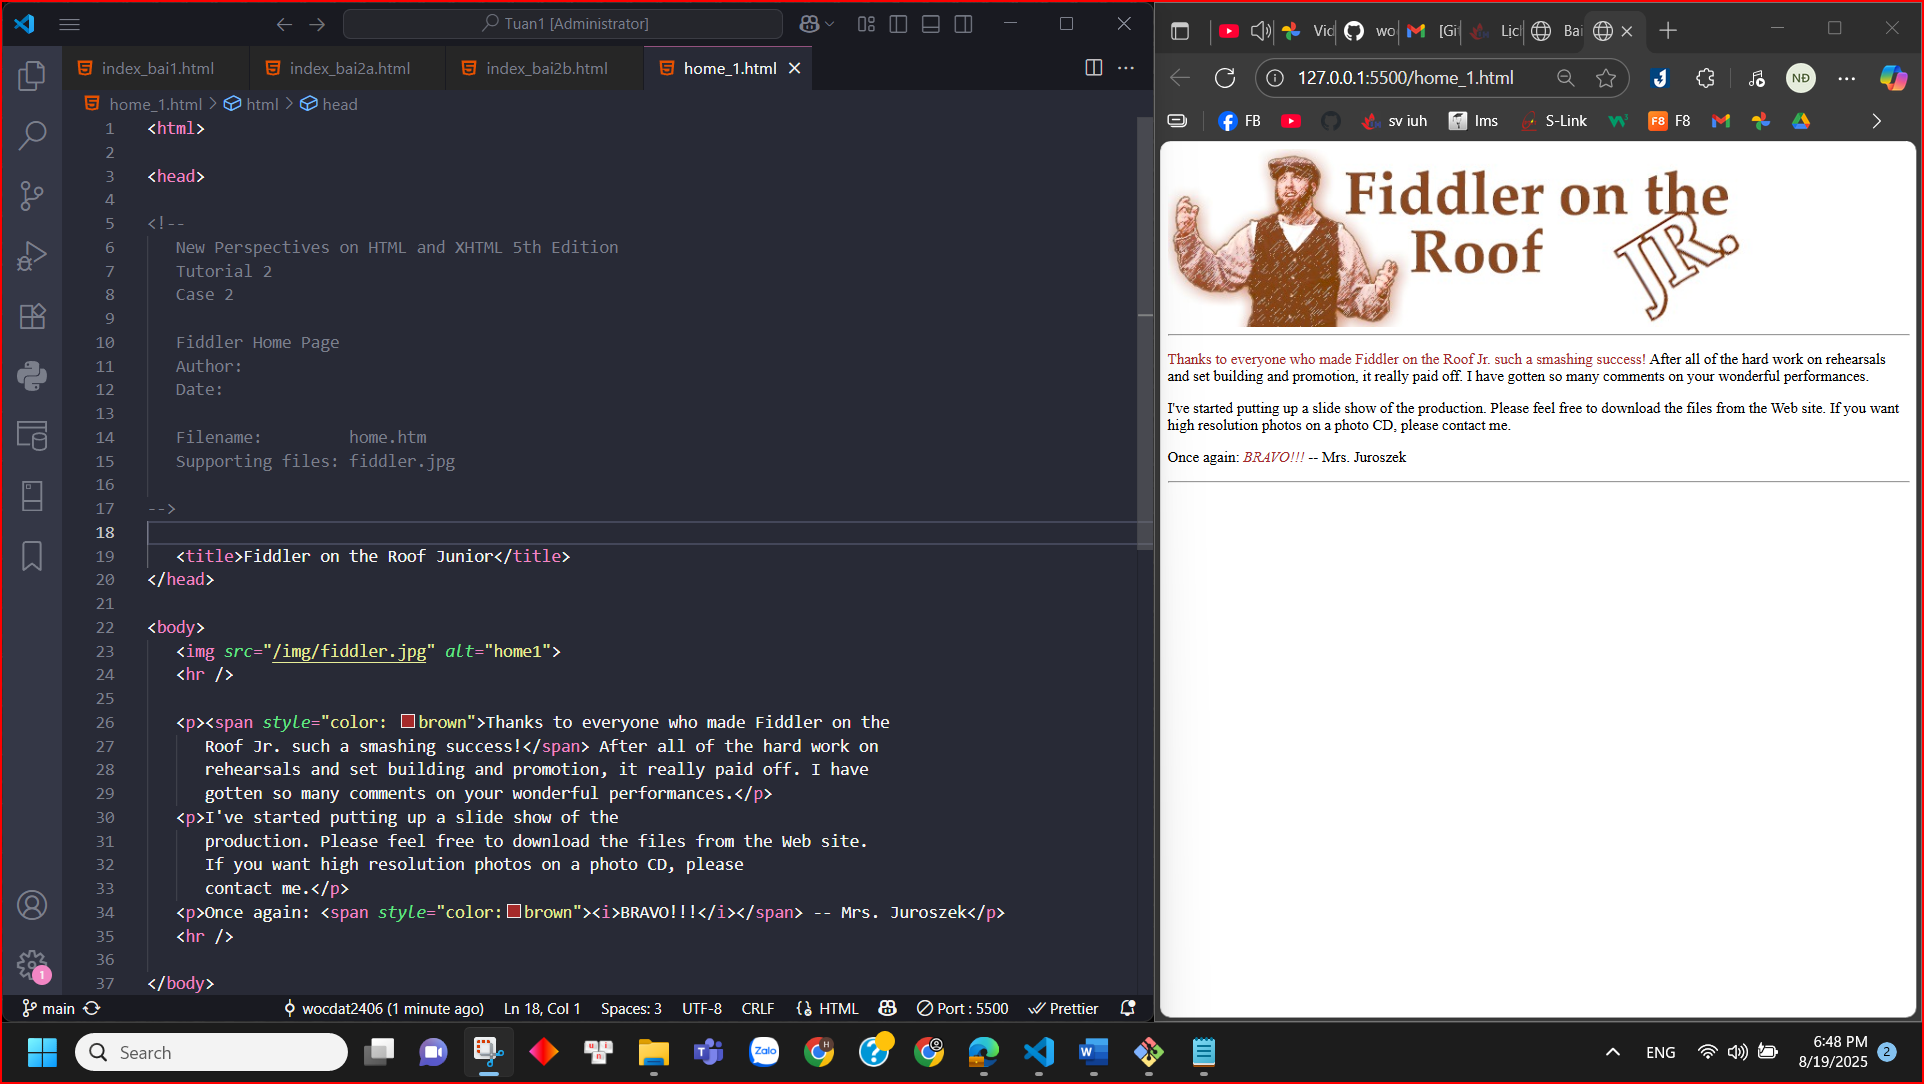 Tuan1 [Administrator]
index_bai1.html
index_bai2a.html
index_bai2b.html
home_1.html
home_1.html > html > head
1 <html>
2
3 <head>
4
5 <!--
6 New Perspectives on HTML and XHTML 5th Edition
7 Tutorial 2
8 Case 2
9
10 Fiddler Home Page
11 Author:
12 Date:
13
14 Filename: home.htm
15 Supporting files: fiddler.jpg
16
17 -->
18
19 <title>Fiddler on the Roof Junior</title>
20 </head>
21
22 <body>
23 <img src="/img/fiddler.jpg" alt="home1">
24 <hr />
25
26 <p><span style="color: brown">Thanks to everyone who made Fiddler on the
27 Roof Jr. such a smashing success!</span> After all of the hard work on
28 rehearsals and set building and promotion, it really paid off. I have
29 gotten so many comments on your wonderful performances.</p>
30 <p>I've started putting up a slide show of the
31 production. Please feel free to download the files from the Web site.
32 If you want high resolution photos on a photo CD, please
33 contact me.</p>
34 <p>Once again: <span style="color:brown"><i>BRAVO!!!</i></span> -- Mrs. Juroszek</p>
35 <hr />
36
37 </body>
1
main
wocdat2406 (1 minute ago)
Ln 18, Col 1
Spaces: 3
UTF-8
CRLF
HTML
Port : 5500
Prettier
Vid
wo
[Gi
Lịch
Bai
127.0.0.1:5500/home_1.html
NĐ
FB
sv iuh
lms
S-Link
F8
F8
Fiddler on the
Roof
JR.
Thanks to everyone who made Fiddler on the Roof Jr. such a smashing success! After all of the hard work on rehearsals
and set building and promotion, it really paid off. I have gotten so many comments on your wonderful performances.
I've started putting up a slide show of the production. Please feel free to download the files from the Web site. If you want
high resolution photos on a photo CD, please contact me.
Once again: BRAVO!!! -- Mrs. Juroszek
Search
Zalo
ENG
6:48 PM
8/19/2025
2